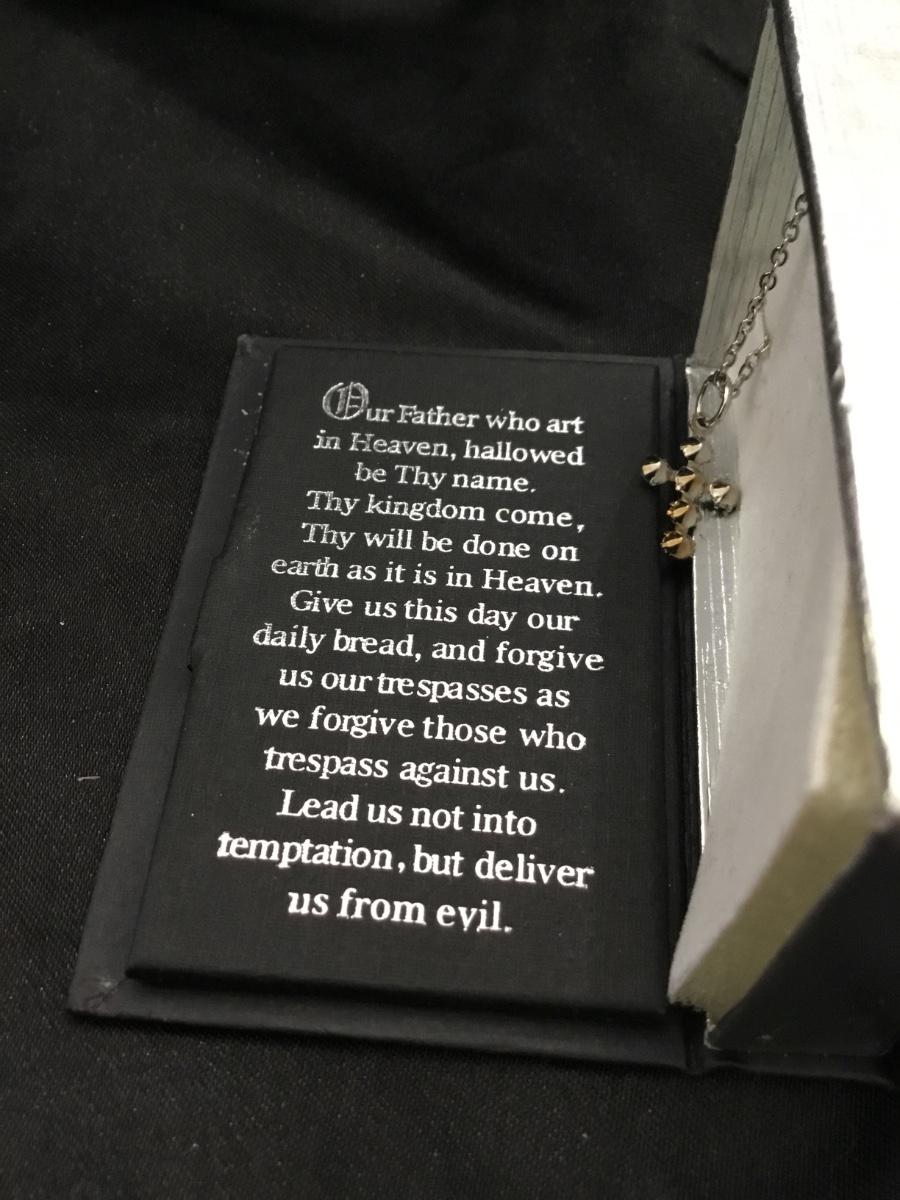 Our Father who art
in Heaven, hallowed
be Thy name.
Thy kingdom come,
Thy will be done on
earth as it is in Heaven.
Give us this day our
daily bread, and forgive
us our trespasses as
we forgive those who
trespass against us.
Lead us not into
temptation, but deliver
us from evil.